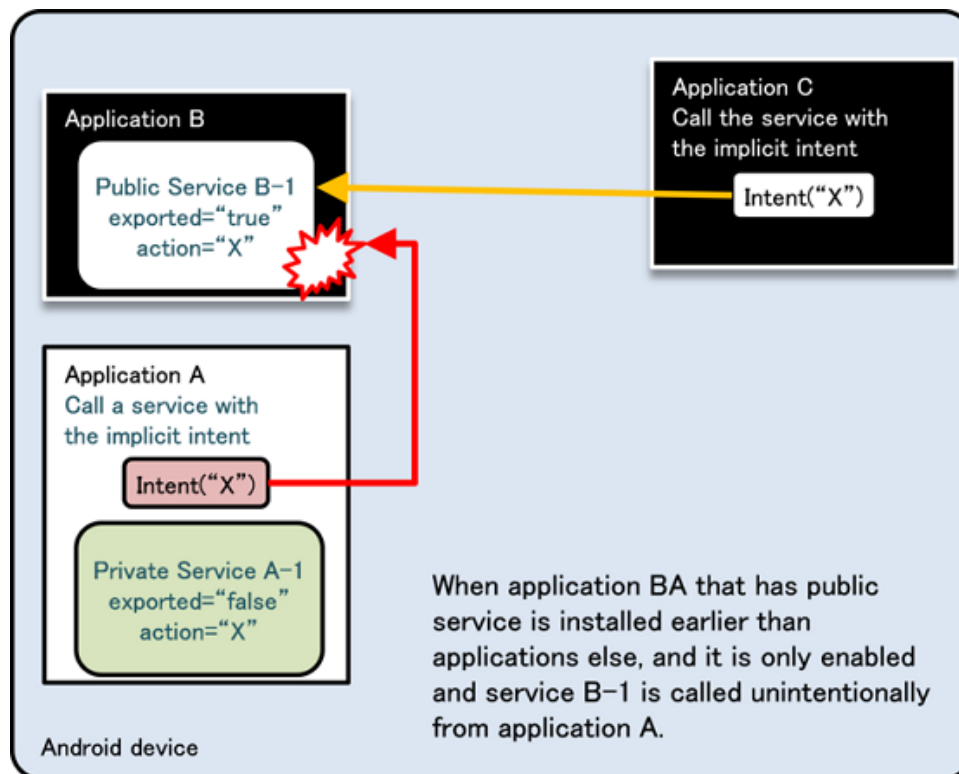 Application B
Public Service B-1
exported="true"
action="X"
Application C
Call the service with
the implicit intent
Intent("X")
Application A
Call a service with
the implicit intent
Intent("X")
Private Service A-1
exported="false"
action="X"
When application BA that has public
service is installed earlier than
applications else, and it is only enabled
and service B-1 is called unintentionally
from application A.
Android device